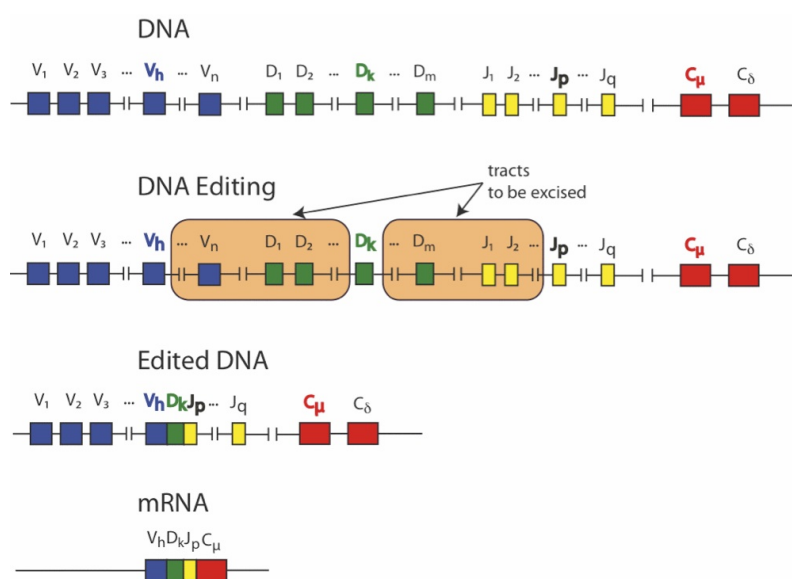 DNA
V1 V2 V3 ... Vh ... Vn D1 D2 ... Dk ... Dm J1 J2 ... Jp ... Jq Cμ Cδ
tracts
to be excised
DNA Editing
V1 V2 V3 ... Vh ... Vn D1 D2 ... Dk ... Dm J1 J2 ... Jp ... Jq Cμ Cδ
Edited DNA
V1 V2 V3 ... VhDkJp... Jq Cμ Cδ
mRNA
VhDkJpCμ